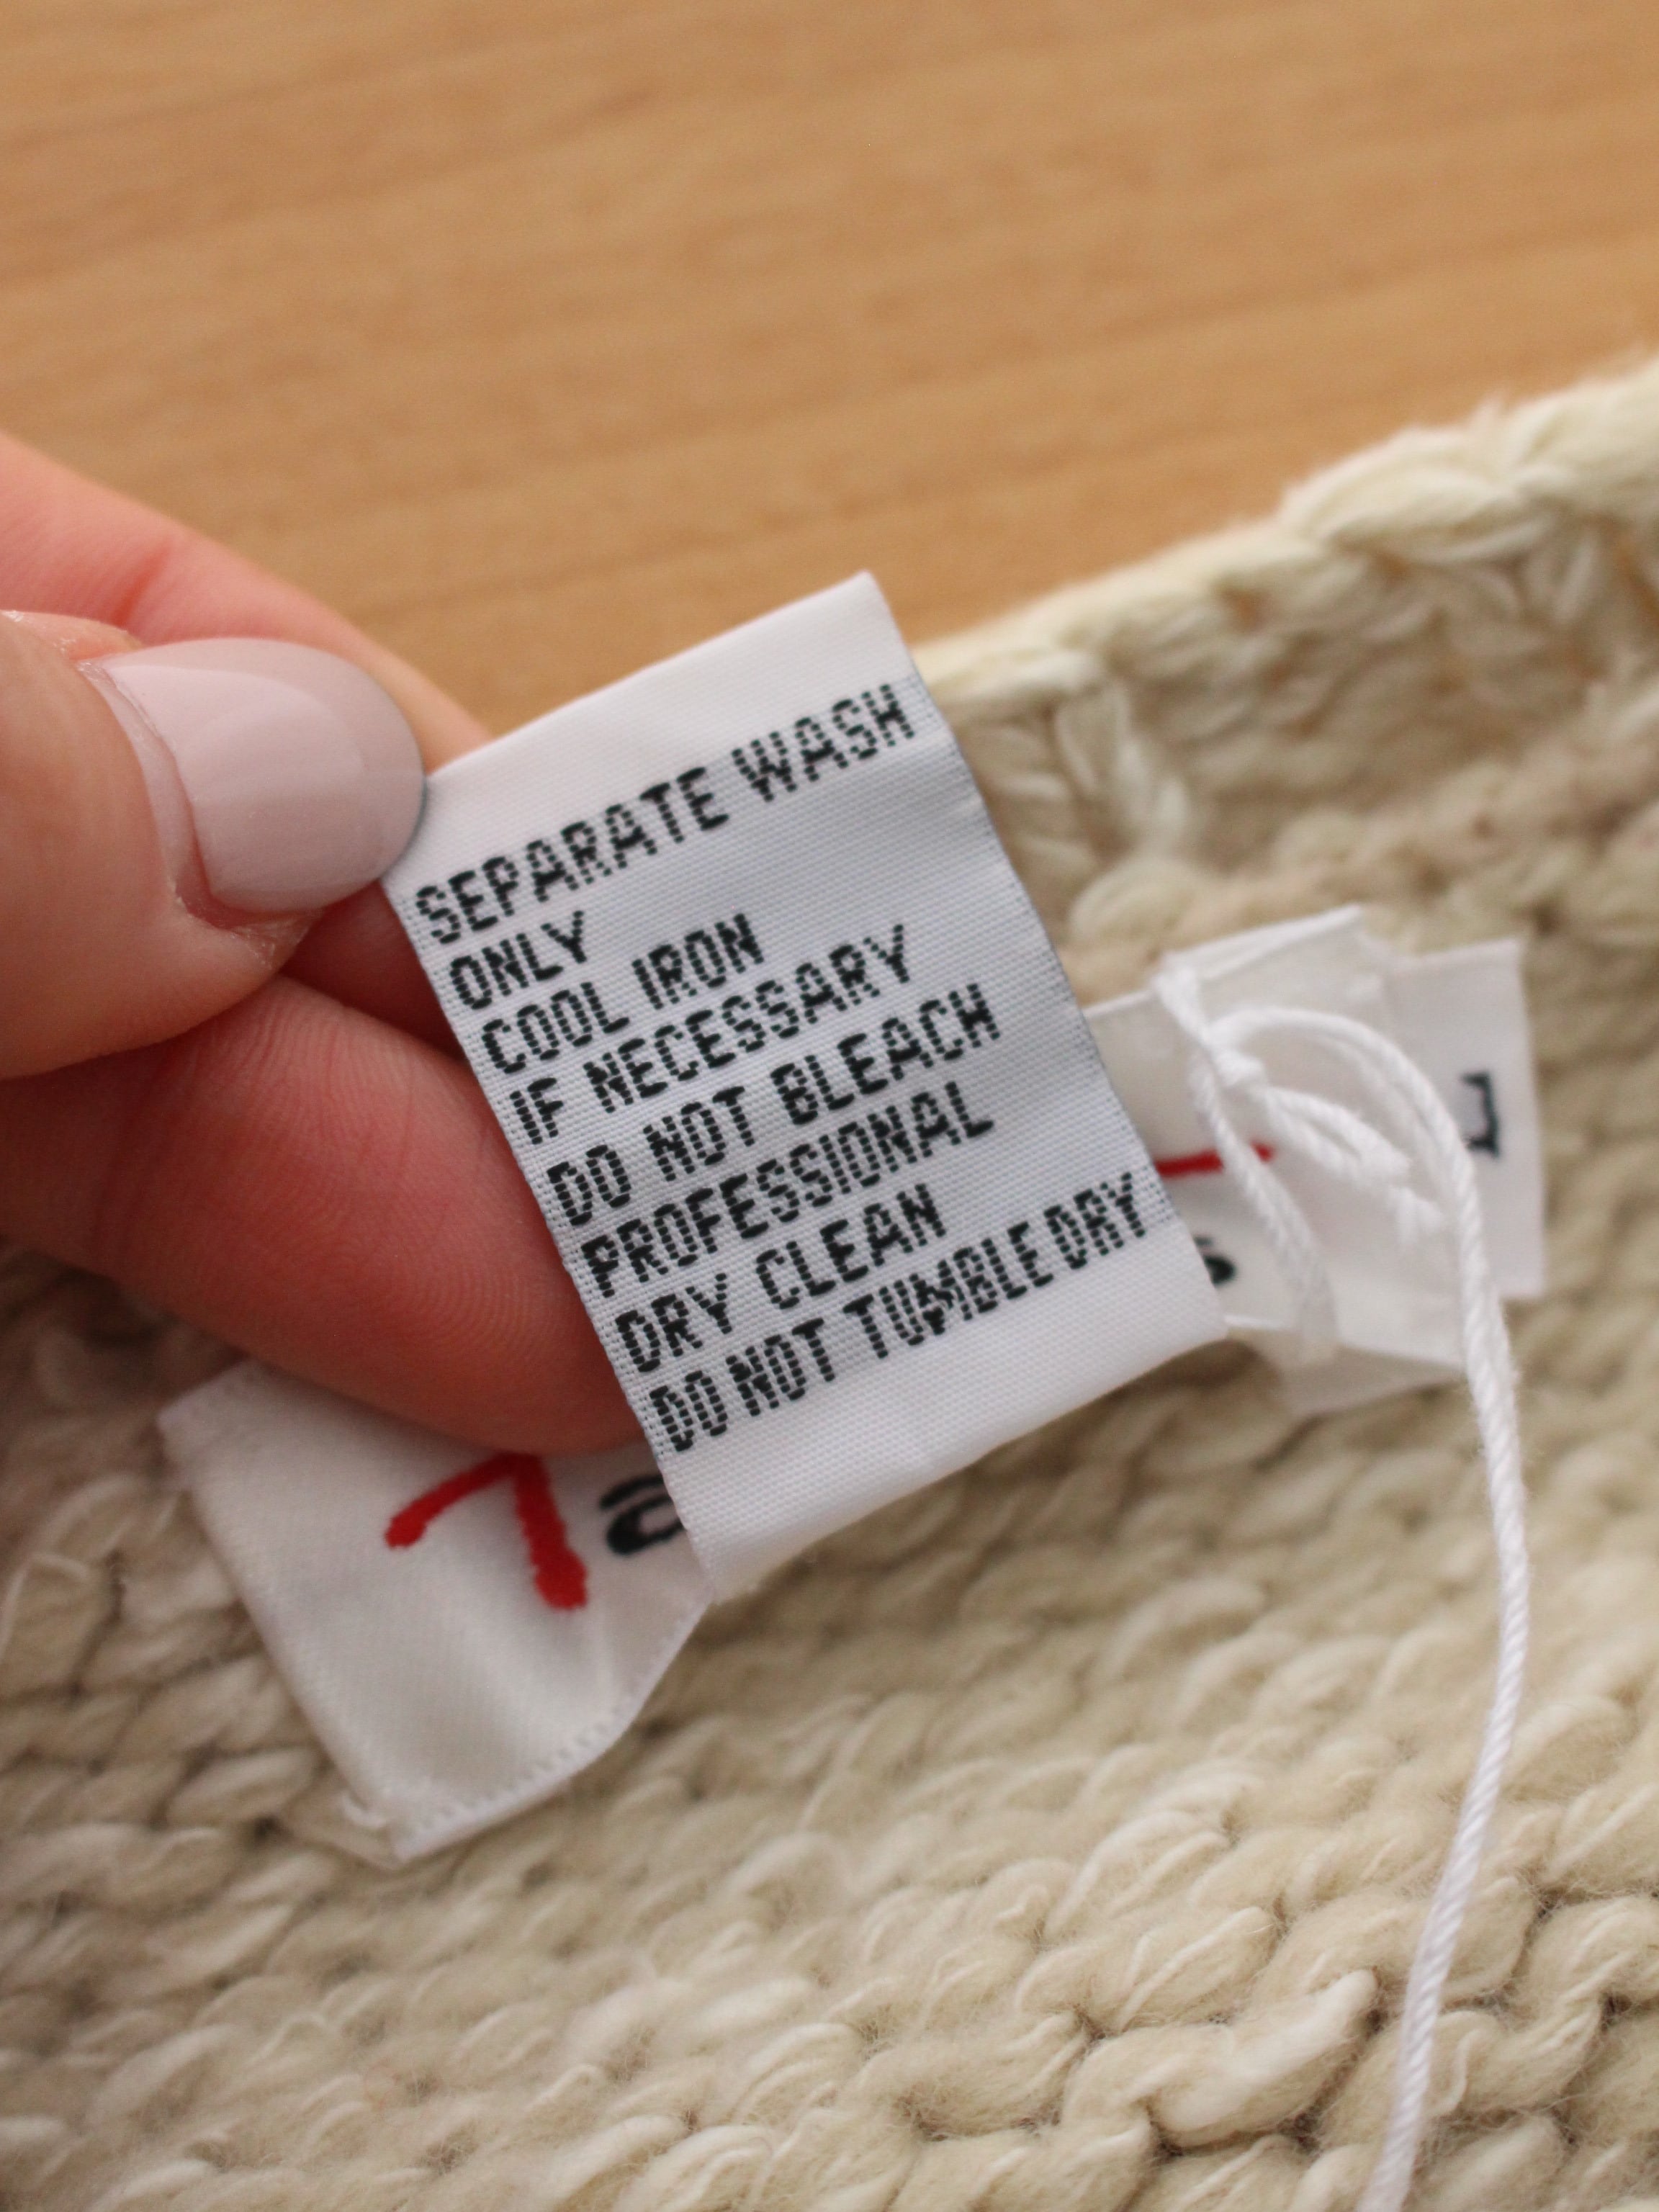 SEPARATE WASH
ONLY
COOL IRON
IF NECESSARY
DO NOT BLEACH
PROFESSIONAL
DRY CLEAN
DO NOT TUMBLE DRY